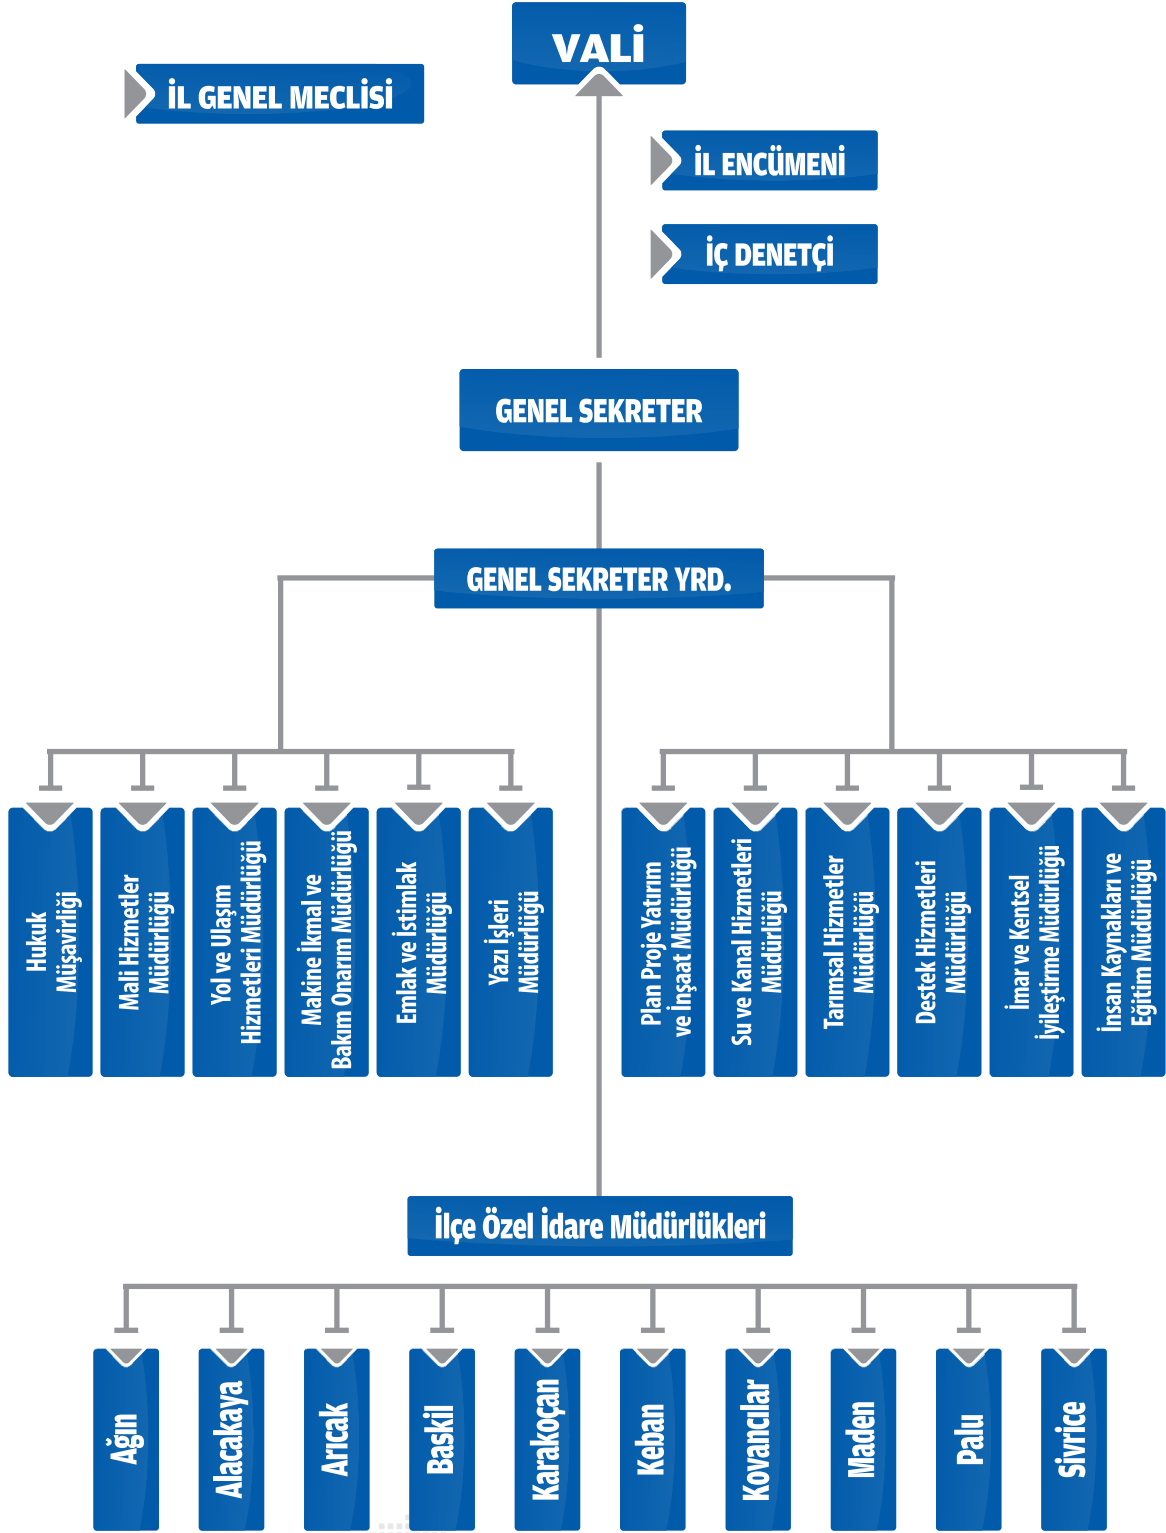 VALİ
İL GENEL MECLİSİ
İL ENCÜMENİ
İÇ DENETÇİ
GENEL SEKRETER
GENEL SEKRETER YRD.
Hukuk
Müşavirliği
Mali Hizmetler
Müdürlüğü
Yol ve Ulaşım
Hizmetleri Müdürlüğü
Makine İkmal ve
Bakım Onarım Müdürlüğü
Emlak ve İstimlak
Müdürlüğü
Yazı İşleri
Müdürlüğü
Plan Proje Yatırım
ve İnşaat Müdürlüğü
Su ve Kanal Hizmetleri
Müdürlüğü
Tarımsal Hizmetler
Müdürlüğü
Destek Hizmetleri
Müdürlüğü
İmar ve Kentsel
İyileştirme Müdürlüğü
İnsan Kaynakları ve
Eğitim Müdürlüğü
İlçe Özel İdare Müdürlükleri
Ağın
Alacakaya
Arıcak
Baskil
Karakoçan
Keban
Kovancılar
Maden
Palu
Sivrice